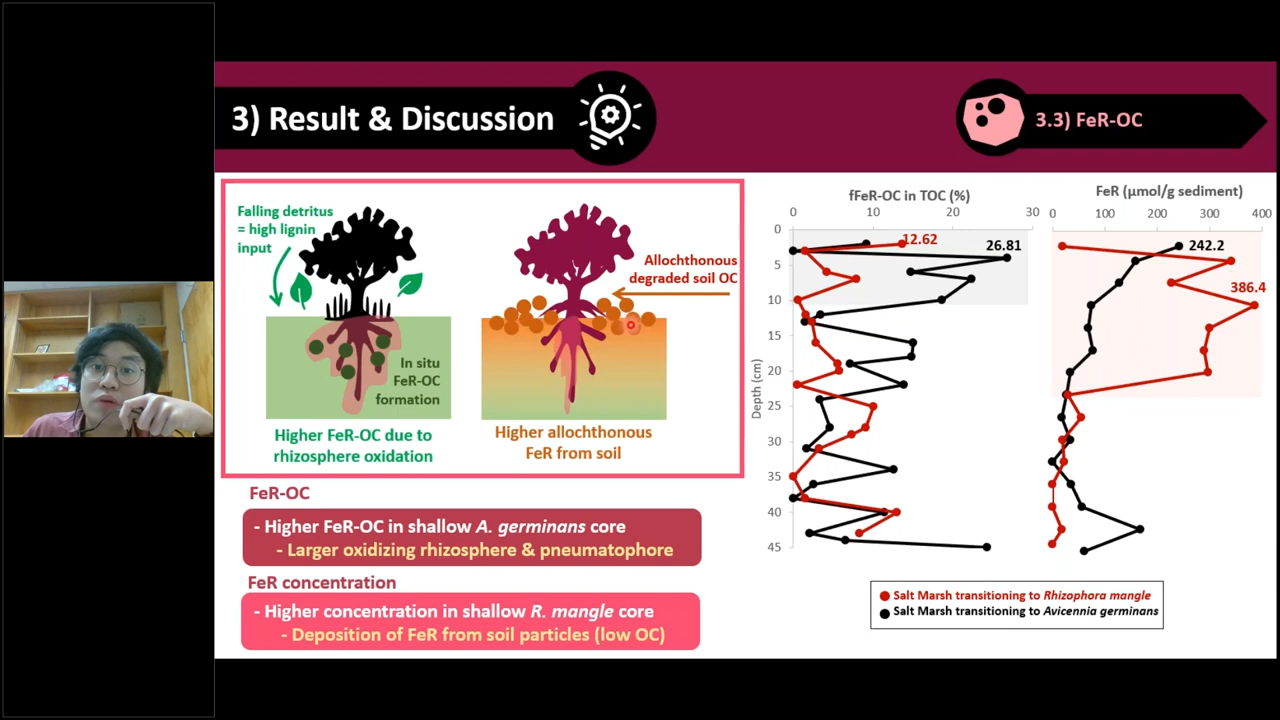 3) Result & Discussion
3.3) FeR-OC
Falling detritus
= high lignin
input
Allochthonous
degraded soil OC
In situ
FeR-OC
formation
Higher FeR-OC due to
rhizosphere oxidation
Higher allochthonous
FeR from soil
FeR-OC
- Higher FeR-OC in shallow A. germinans core
- Larger oxidizing rhizosphere & pneumatophore
FeR concentration
- Higher concentration in shallow R. mangle core
- Deposition of FeR from soil particles (low OC)
fFeR-OC in TOC (%)
0 10 20 30
12.62
26.81
Depth (cm)
0
5
10
15
20
25
30
35
40
45
FeR (µmol/g sediment)
0 100 200 300 400
242.2
386.4
Salt Marsh transitioning to Rhizophora mangle
Salt Marsh transitioning to Avicennia germinans